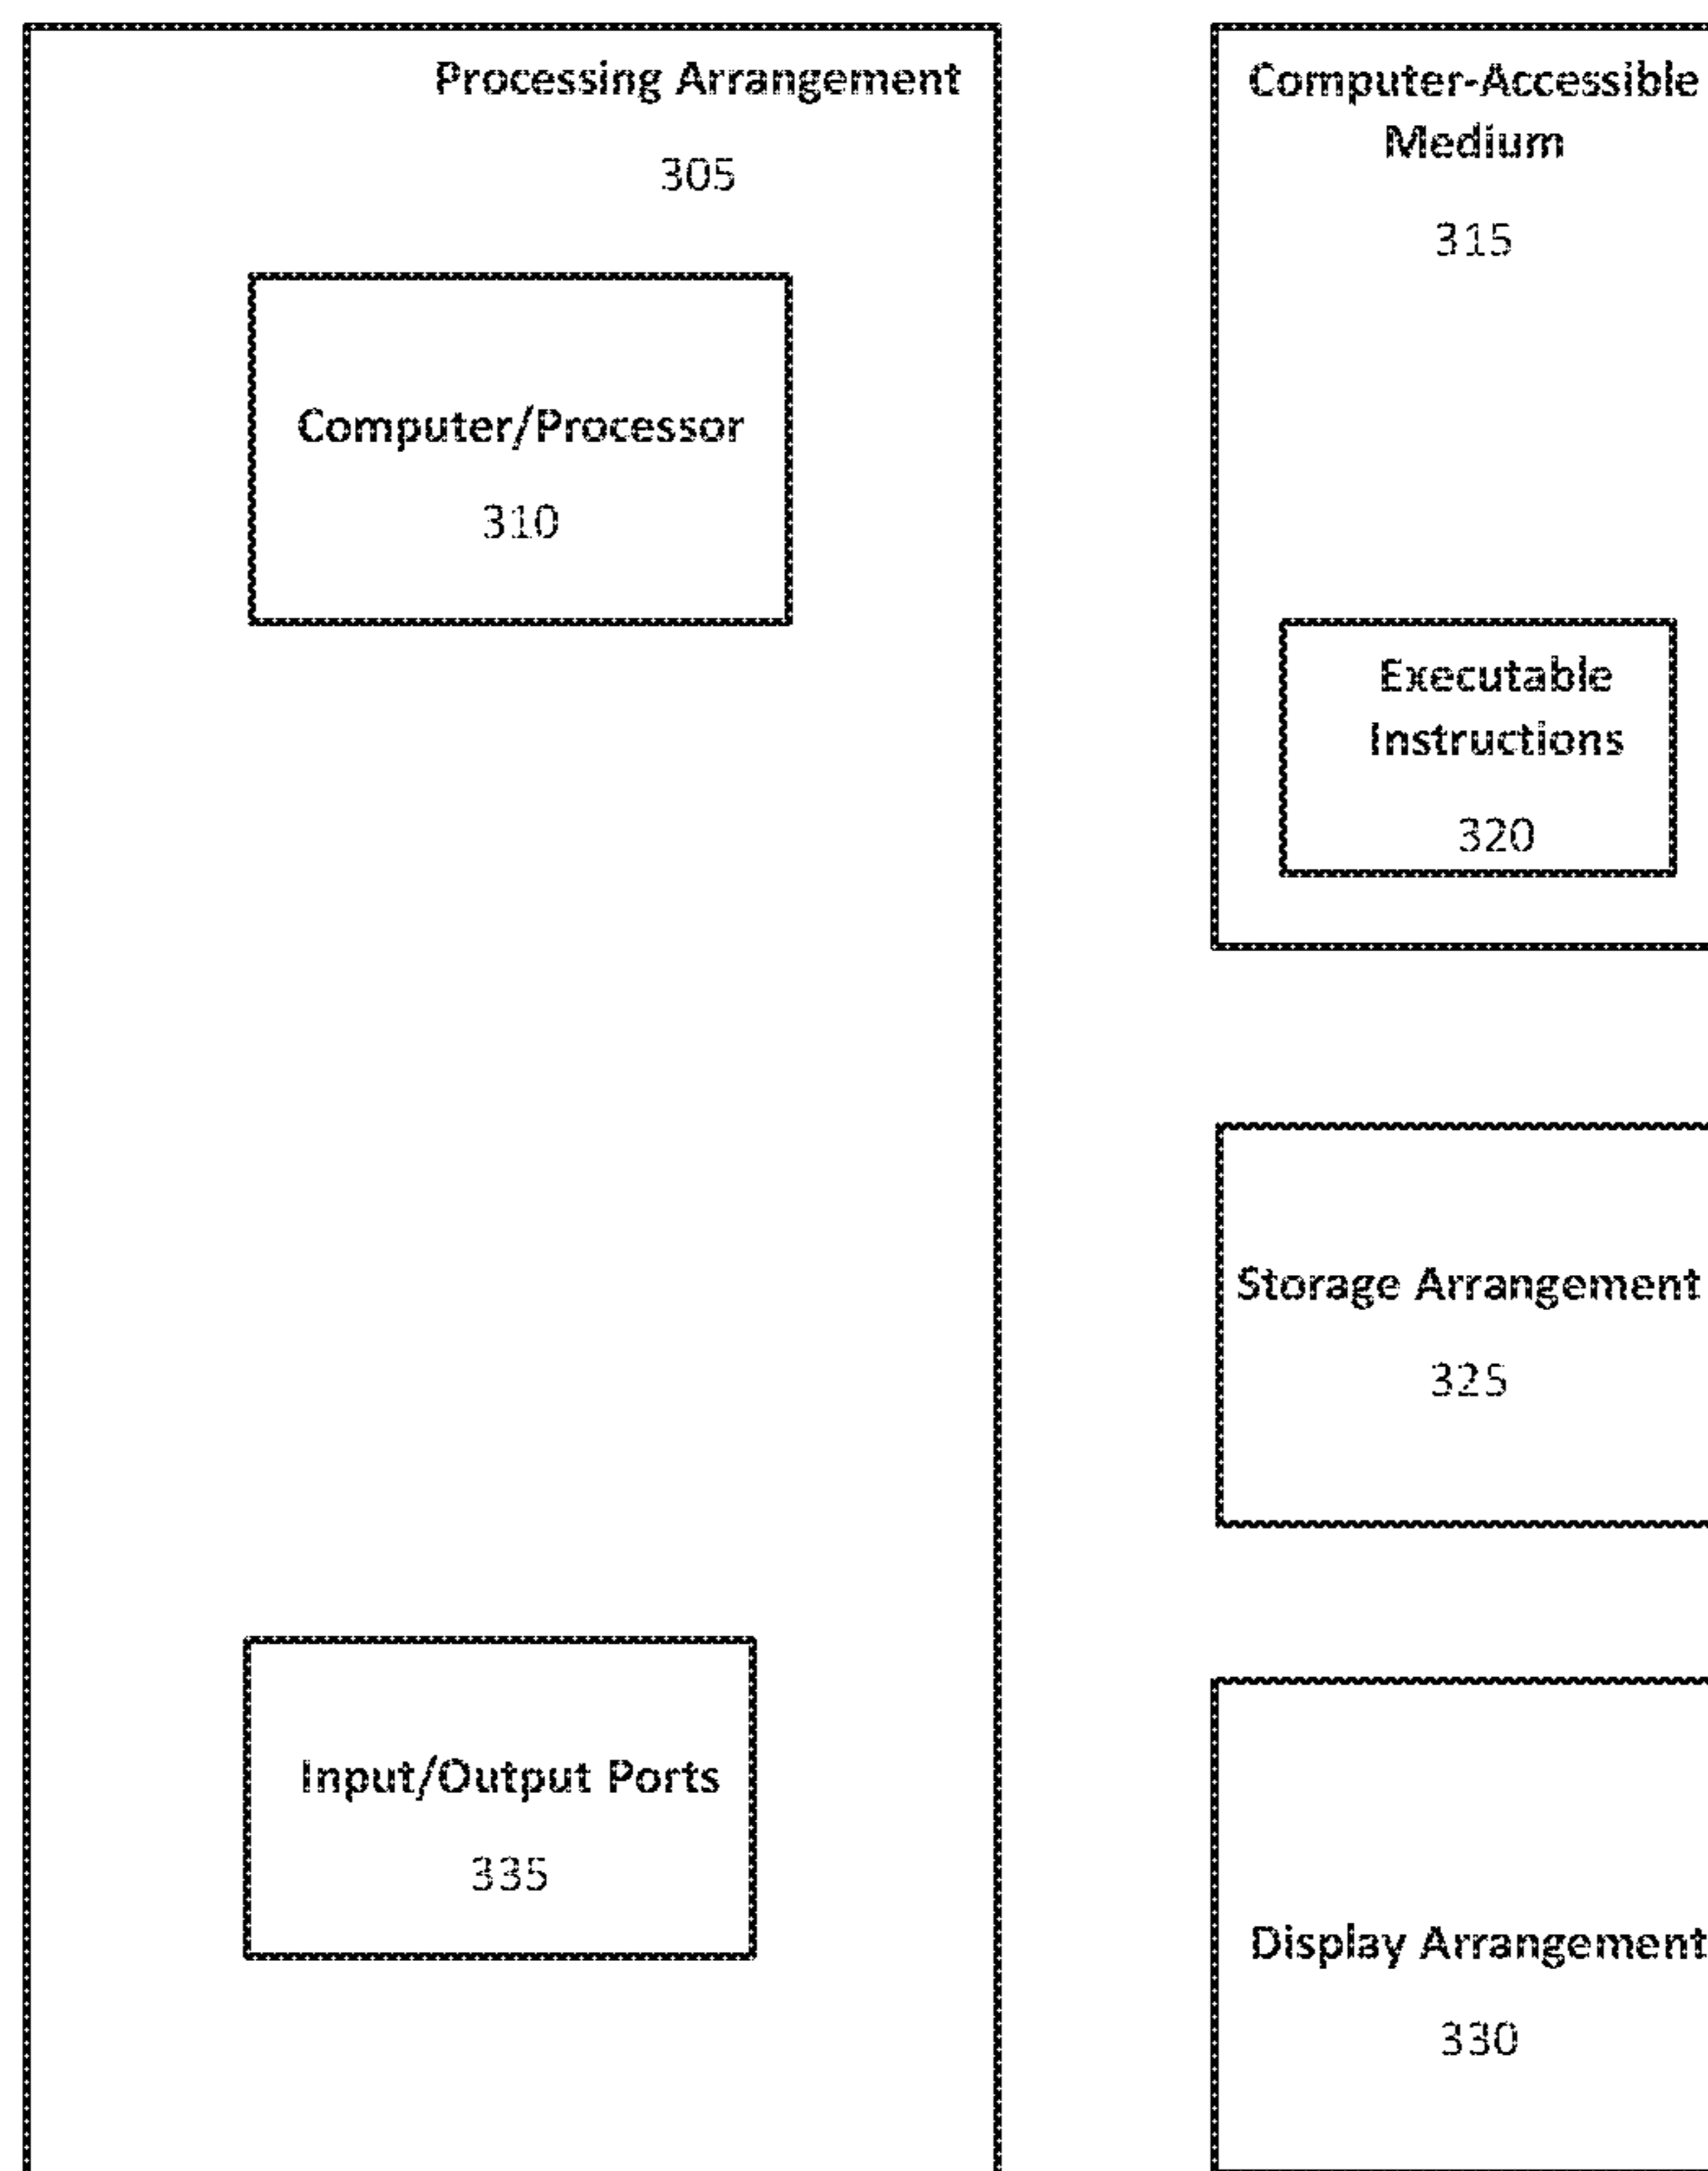 Processing Arrangement
305
Computer/Processor
310
Input/Output Ports
335
Computer-Accessible
Medium
315
Executable
Instructions
320
Storage Arrangement
325
Display Arrangement
330